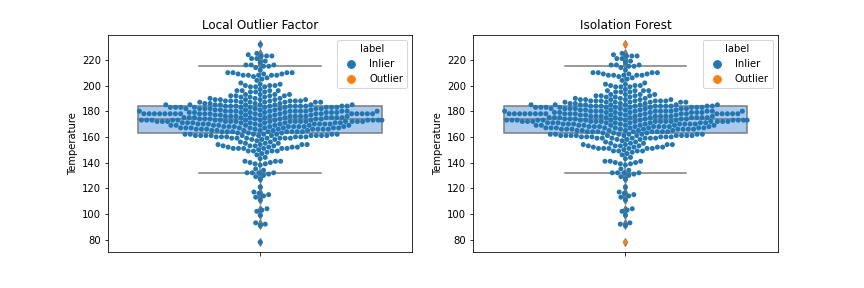 Local Outlier Factor
label
Inlier
Outlier
Temperature
220
200
180
160
140
120
100
80
Isolation Forest
label
Inlier
Outlier
Temperature
220
200
180
160
140
120
100
80